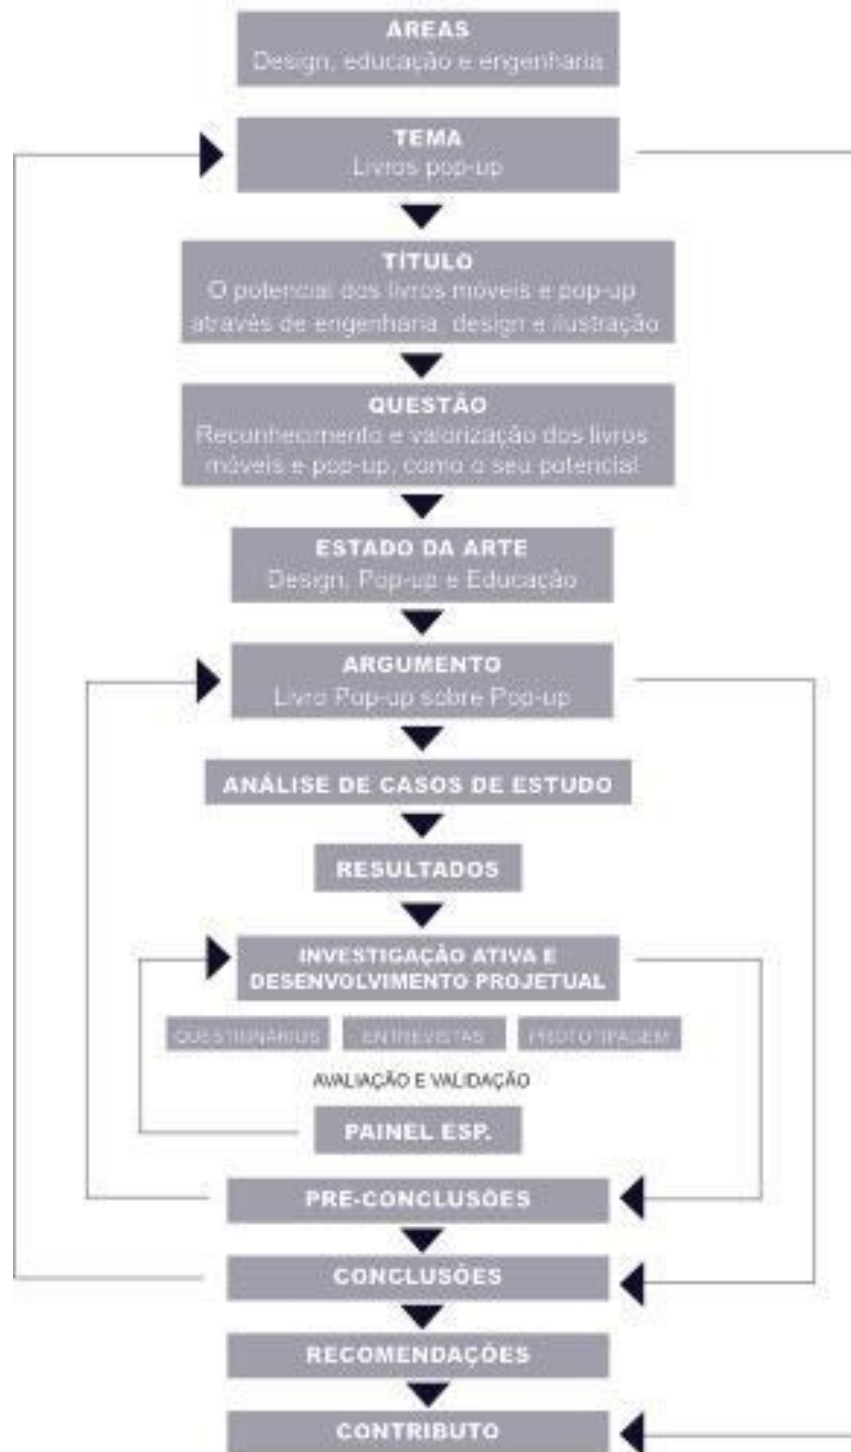 AREAS
Design, educação e engenharia
TEMA
Livros pop-up
TÍTULO
O potencial dos livros móveis e pop-up
através de engenharia, design e ilustração
QUESTÃO
Reconhecimento e valorização dos livros
móveis e pop-up, como o seu potencial
ESTADO DA ARTE
Design, Pop-up e Educação
ARGUMENTO
Livro Pop-up sobre Pop-up
ANÁLISE DE CASOS DE ESTUDO
RESULTADOS
INVESTIGAÇÃO ATIVA E
DESENVOLVIMENTO PROJETUAL
QUESTIONÁRIOS ENTREVISTAS PROTOTIPAGEM
AVALIAÇÃO E VALIDAÇÃO
PAINEL ESP.
PRE-CONCLUSÕES
CONCLUSÕES
RECOMENDAÇÕES
CONTRIBUTO